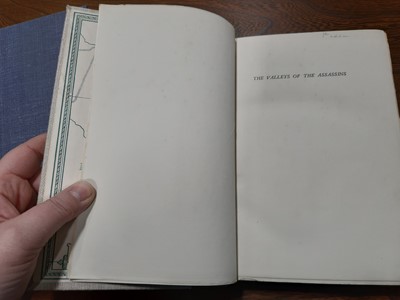 THE VALLEYS OF THE ASSASSINS